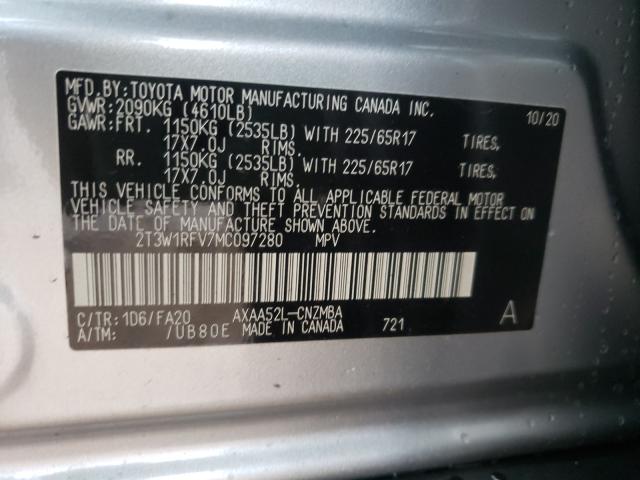 MFD.BY:TOYOTA MOTOR MANUFACTURING CANADA INC.
GVWR:2090KG (4610LB) 10/20
GAWR:FRT. 1150KG (2535LB) WITH 225/65R17 TIRES,
17X7.0J RIMS.
RR. 1150KG (2535LB) WITH 225/65R17 TIRES,
17X7.0J RIMS.
THIS VEHICLE CONFORMS TO ALL APPLICABLE FEDERAL MOTOR
VEHICLE SAFETY AND THEFT PREVENTION STANDARDS IN EFFECT ON
THE DATE OF MANUFACTURE SHOWN ABOVE.
2T3W1RFV7MC097280 MPV
C/TR:1D6/FA20 AXAA52L-CNZMBA A
A/TM: /UB80E MADE IN CANADA 721